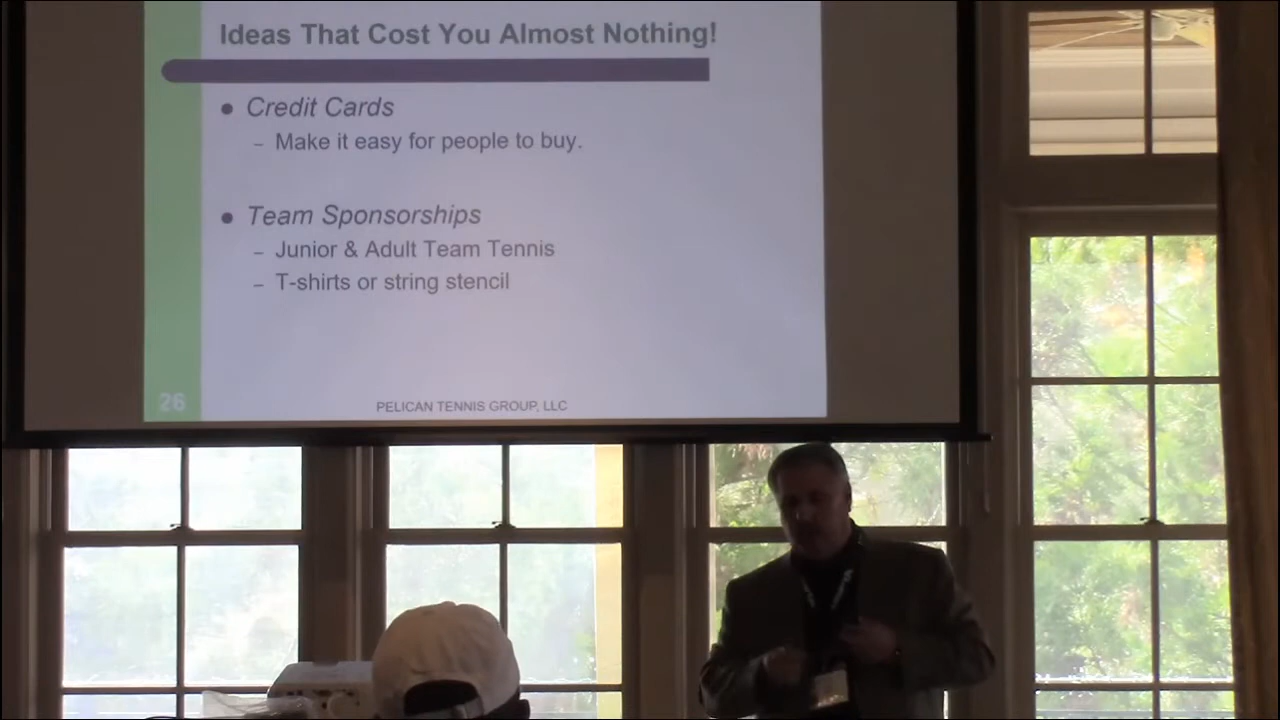 Ideas That Cost You Almost Nothing!
● Credit Cards
– Make it easy for people to buy.
● Team Sponsorships
– Junior & Adult Team Tennis
– T-shirts or string stencil
26
PELICAN TENNIS GROUP, LLC